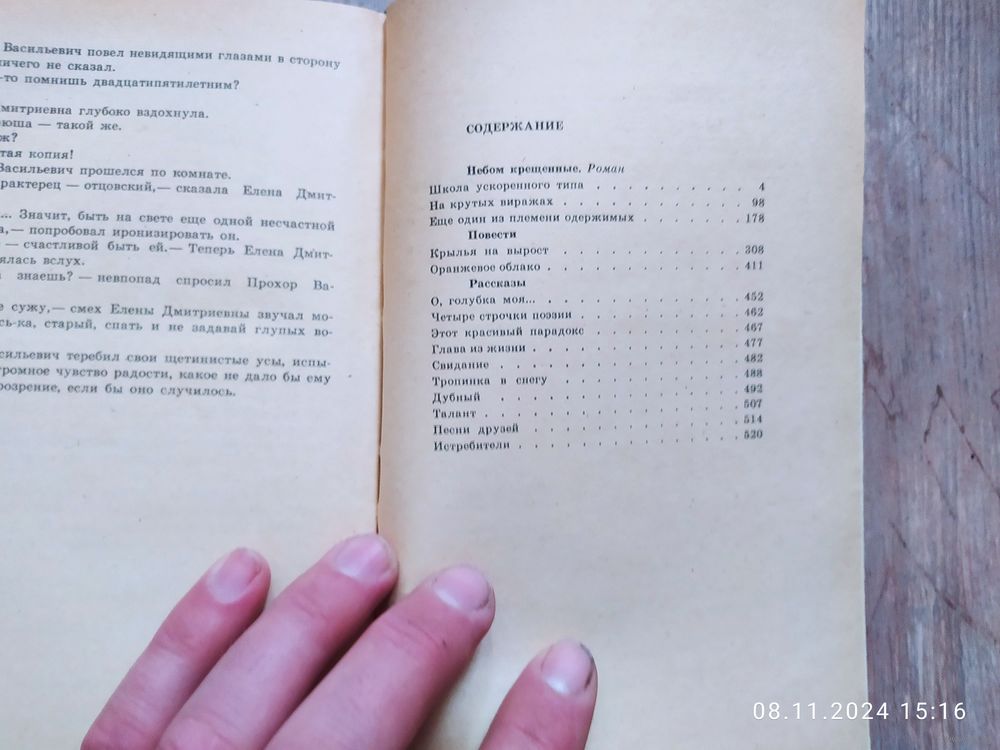 Васильевич повел невидящими глазами в сторону
ничего не сказал.
-то помнишь двадцатипятилетним?
митриевна глубоко вздохнула.
юша — такой же.
ж?
тая копия!
Васильевич прошелся по комнате.
рактерец — отцовский,— сказала Елена Дмит-
... Значит, быть на свете еще одной несчастной
а,— попробовал иронизировать он.
— счастливой быть ей.— Теперь Елена Дмит-
ялась вслух.
знаешь? — невпопад спросил Прохор Ва-
е сужу,— смех Елены Дмитриевны звучал мо-
сь-ка, старый, спать и не задавай глупых во-
сильевич теребил свои щетинистые усы, испы-
громное чувство радости, какое не дало бы ему
розрение, если бы оно случилось.
СОДЕРЖАНИЕ
Небом крещенные. Роман
Школа ускоренного типа . . . . . . . . . . 4
На крутых виражах . . . . . . . . . . . 98
Еще один из племени одержимых . . . . . . . 178
Повести
Крылья на вырост . . . . . . . . . . . 308
Оранжевое облако . . . . . . . . . . . . 411
Рассказы
О, голубка моя... . . . . . . . . . . . . 452
Четыре строчки поэзии . . . . . . . . . . 462
Этот красивый парадокс . . . . . . . . . 467
Глава из жизни . . . . . . . . . . . . . 477
Свидание . . . . . . . . . . . . . . . 482
Тропинка в снегу . . . . . . . . . . . 488
Дубный . . . . . . . . . . . . . . . 492
Талант . . . . . . . . . . . . . . . . 507
Песни друзей . . . . . . . . . . . . . 514
Истребители . . . . . . . . . . . . . 520
08.11.2024 15:16